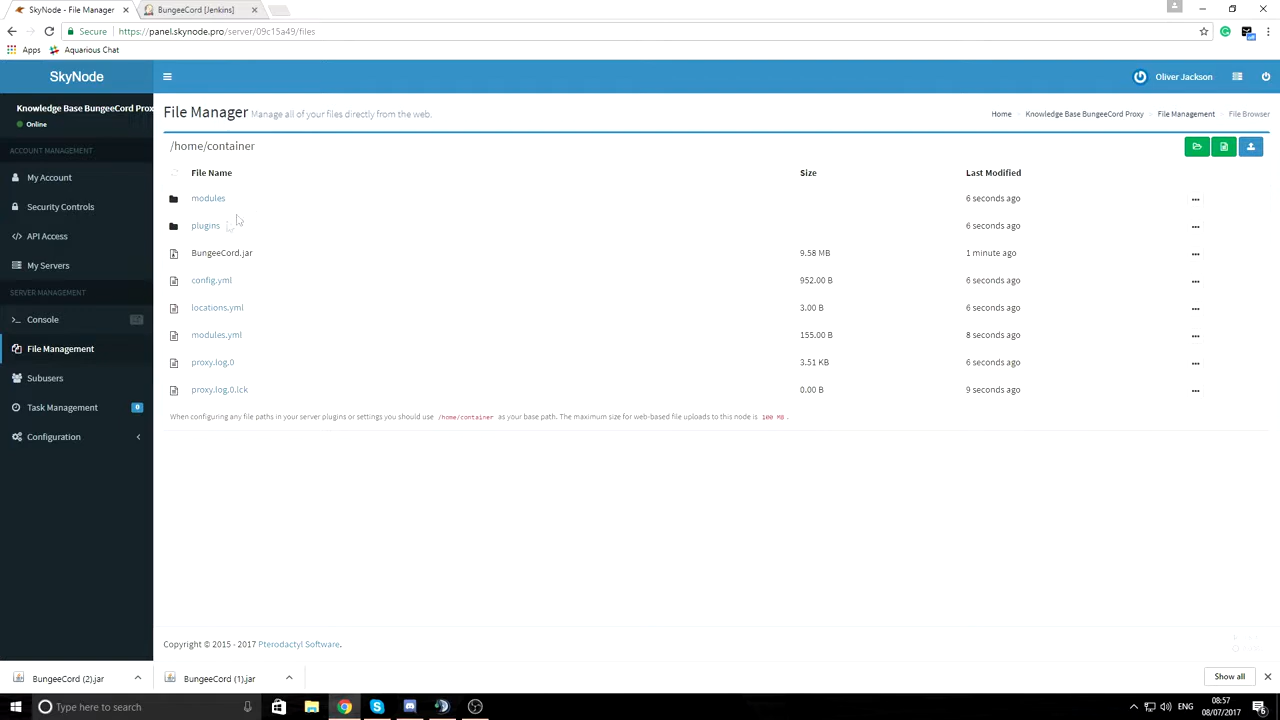 SkyNode - File Manager
BungeeCord [Jenkins]
Secure
https://panel.skynode.pro/server/09c15a49/files
Apps
Aquarious Chat
SkyNode
Oliver Jackson
Knowledge Base BungeeCord Prox
Online
File Manager Manage all of your files directly from the web.
Home Knowledge Base BungeeCord Proxy File Management File Browser
ACCOUNT MANAGEMENT
My Account
Security Controls
API Access
My Servers
SERVER MANAGEMENT
Console
File Management
Subusers
Task Management 0
Configuration
/home/container
File Name Size Last Modified
modules 6 seconds ago
plugins 6 seconds ago
BungeeCord.jar 9.58 MB 1 minute ago
config.yml 952.00 B 6 seconds ago
locations.yml 3.00 B 6 seconds ago
modules.yml 155.00 B 8 seconds ago
proxy.log.0 3.51 KB 6 seconds ago
proxy.log.0.lck 0.00 B 9 seconds ago
When configuring any file paths in your server plugins or settings you should use /home/container as your base path. The maximum size for web-based file uploads to this node is 100 MB .
Copyright © 2015 - 2017 Pterodactyl Software.
BungeeCord (2).jar
BungeeCord (1).jar
Show all
Type here to search
ENG
08:57
08/07/2017